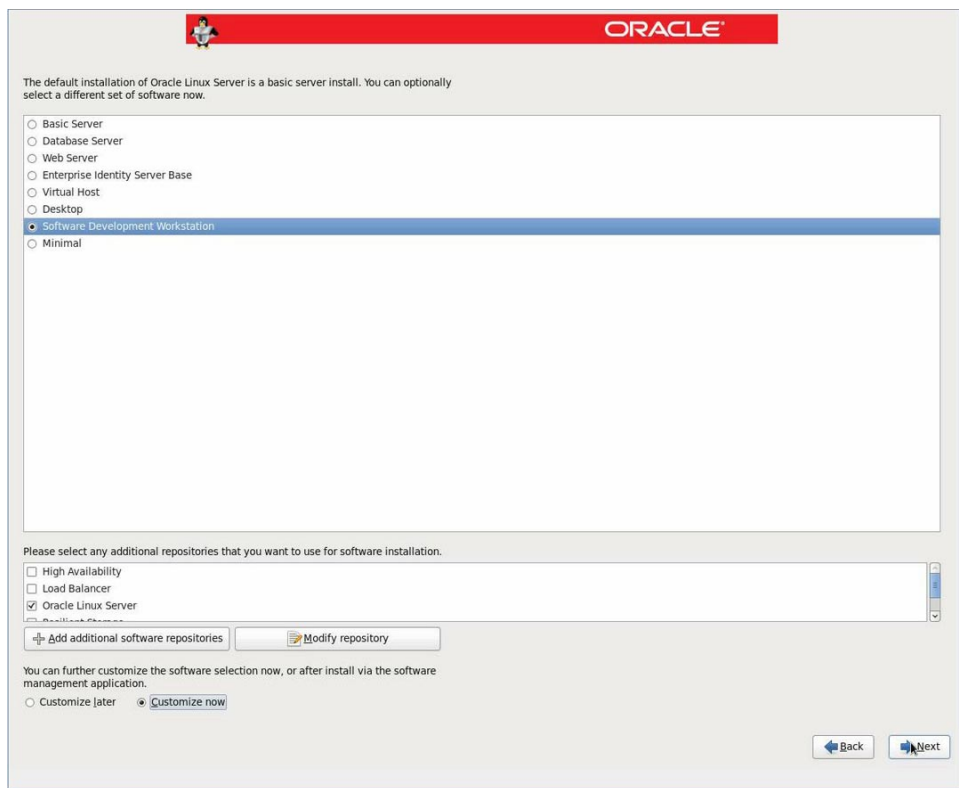 ORACLE
The default installation of Oracle Linux Server is a basic server install. You can optionally
select a different set of software now.
Basic Server
Database Server
Web Server
Enterprise Identity Server Base
Virtual Host
Desktop
Software Development Workstation
Minimal
Please select any additional repositories that you want to use for software installation.
High Availability
Load Balancer
Oracle Linux Server
Add additional software repositories
Modify repository
You can further customize the software selection now, or after install via the software
management application.
Customize later
Customize now
Back
Next